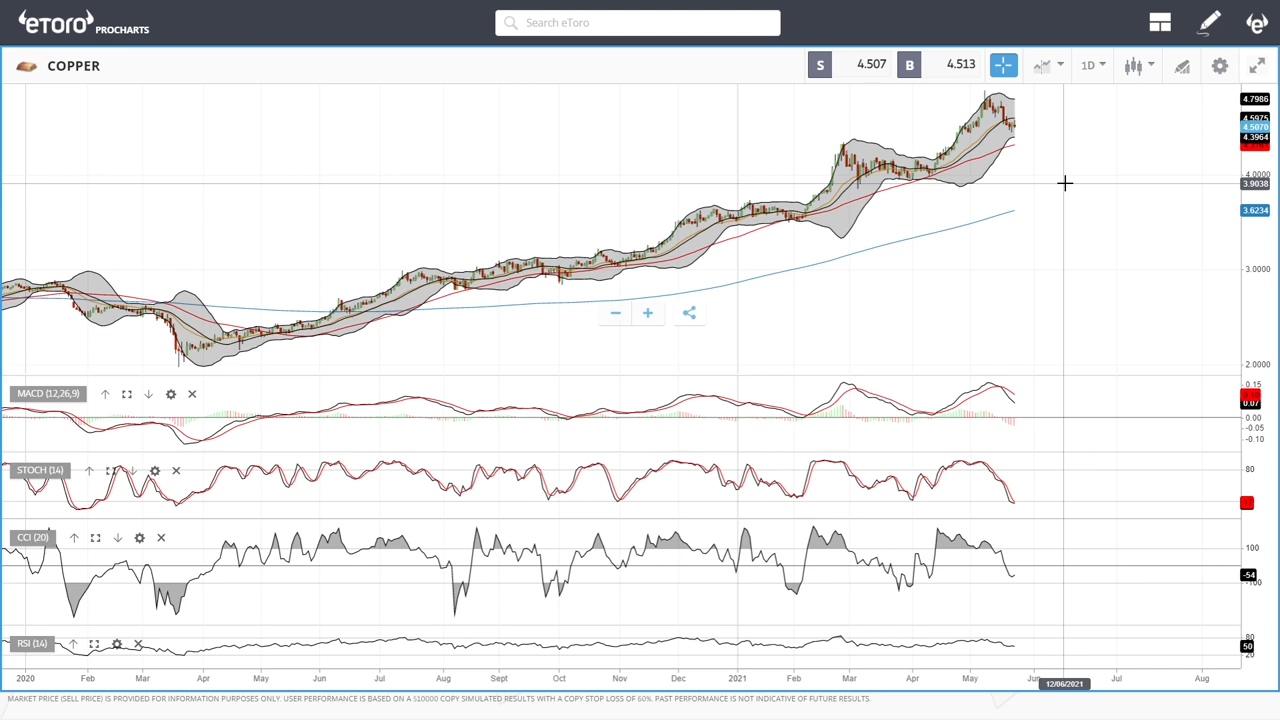 eToro PROCHARTS
Search eToro
COPPER
S 4.507 B 4.513 1D
4.7986
4.5975
4.5070
4.3964
4.0000
3.9038
3.6234
3.0000
2.0000
MACD (12,26,9)
0.15
0.07
0.00
-0.05
-0.10
STOCH (14)
80
CCI (20)
100
-54
-100
RSI (14)
80
50
20
2020 Feb Mar Apr May Jun Jul Aug Sept Oct Nov Dec 2021 Feb Mar Apr May Jun Jul Aug
12/06/2021
MARKET PRICE (SELL PRICE) IS PROVIDED FOR INFORMATION PURPOSES ONLY. USER PERFORMANCE IS BASED ON A $10000 COPY SIMULATED RESULTS WITH A COPY STOP LOSS OF 60%. PAST PERFORMANCE IS NOT INDICATIVE OF FUTURE RESULTS.